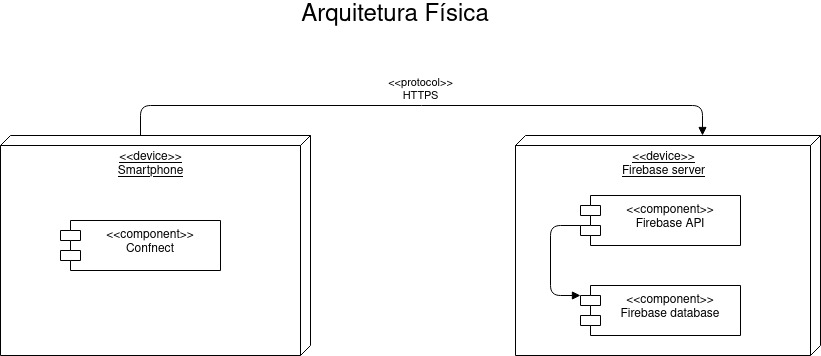 Arquitetura Física
<<protocol>>
HTTPS
<<device>>
Smartphone
<<component>>
Confnect
<<device>>
Firebase server
<<component>>
Firebase API
<<component>>
Firebase database